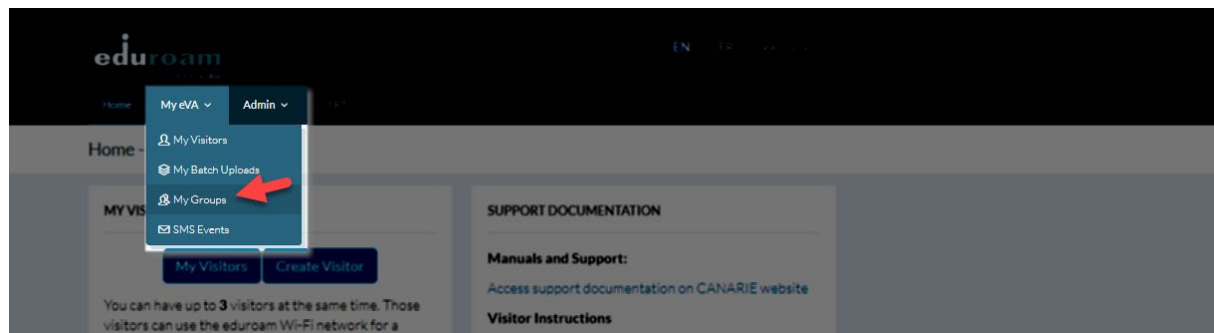 eduroam
EN FR
Home My eVA Admin
My Visitors
Home -
My Batch Uploads
My Groups
MY VIS
SUPPORT DOCUMENTATION
SMS Events
Manuals and Support:
My Visitors Create Visitor
Access support documentation on CANARIE website
You can have up to 3 visitors at the same time. Those
visitors can use the eduroam Wi-Fi network for a
Visitor Instructions